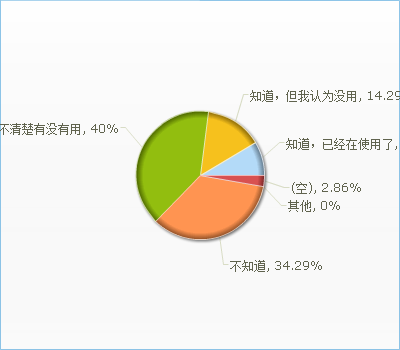 知道，但我认为没用, 14.29
不清楚有没有用, 40%
知道，已经在使用了,
(空), 2.86%
其他, 0%
不知道, 34.29%